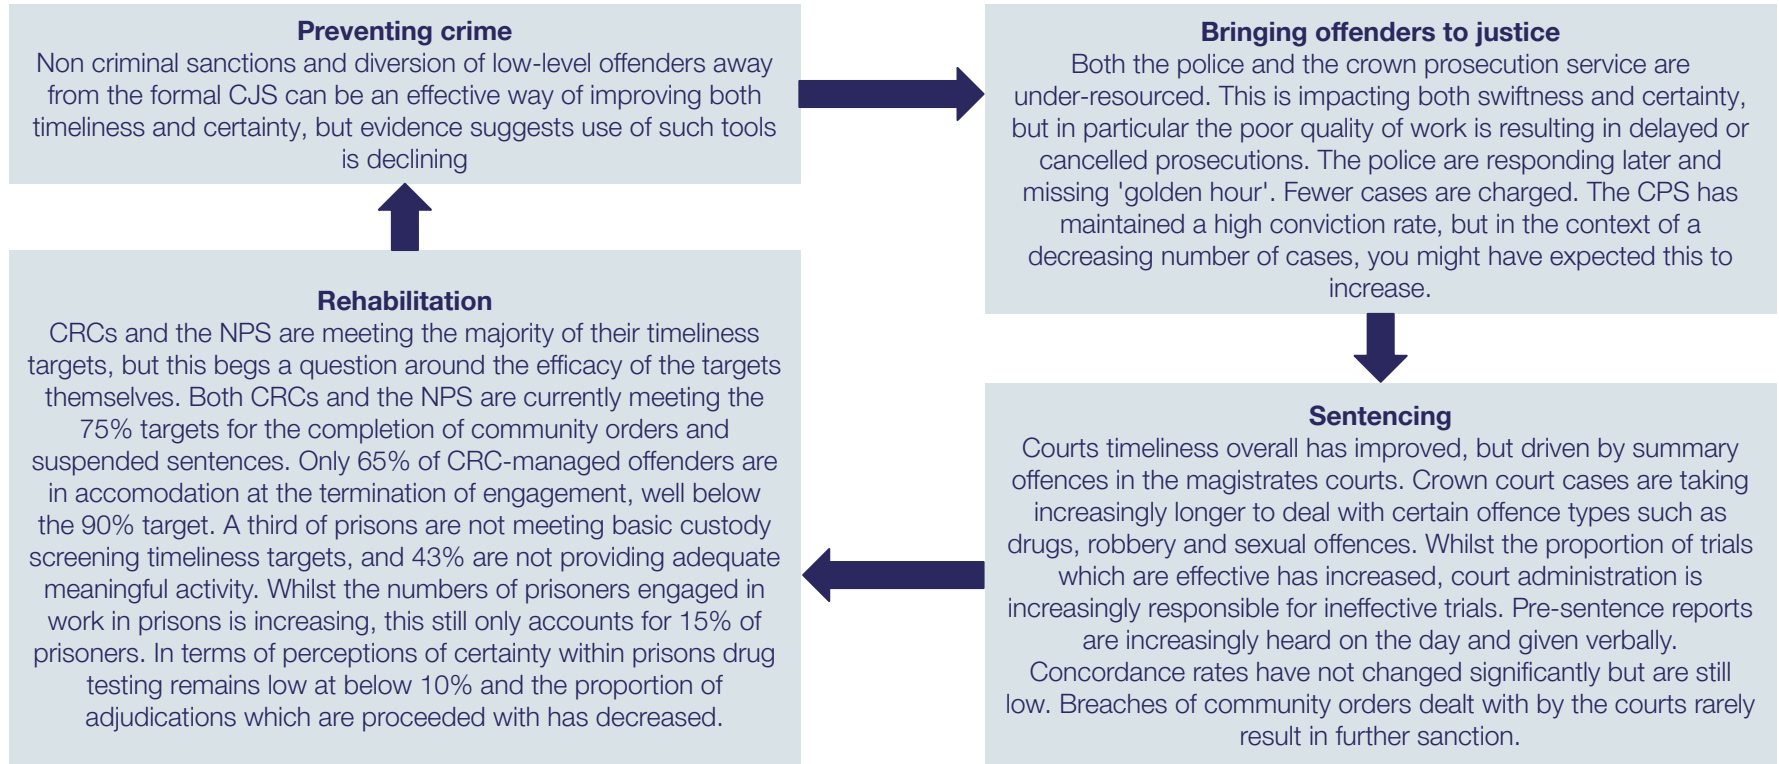 Preventing crime
Non criminal sanctions and diversion of low-level offenders away
from the formal CJS can be an effective way of improving both
timeliness and certainty, but evidence suggests use of such tools
is declining
Bringing offenders to justice
Both the police and the crown prosecution service are
under-resourced. This is impacting both swiftness and certainty,
but in particular the poor quality of work is resulting in delayed or
cancelled prosecutions. The police are responding later and
missing 'golden hour'. Fewer cases are charged. The CPS has
maintained a high conviction rate, but in the context of a
decreasing number of cases, you might have expected this to
increase.
Sentencing
Courts timeliness overall has improved, but driven by summary
offences in the magistrates courts. Crown court cases are taking
increasingly longer to deal with certain offence types such as
drugs, robbery and sexual offences. Whilst the proportion of trials
which are effective has increased, court administration is
increasingly responsible for ineffective trials. Pre-sentence reports
are increasingly heard on the day and given verbally.
Concordance rates have not changed significantly but are still
low. Breaches of community orders dealt with by the courts rarely
result in further sanction.
Rehabilitation
CRCs and the NPS are meeting the majority of their timeliness
targets, but this begs a question around the efficacy of the targets
themselves. Both CRCs and the NPS are currently meeting the
75% targets for the completion of community orders and
suspended sentences. Only 65% of CRC-managed offenders are
in accomodation at the termination of engagement, well below
the 90% target. A third of prisons are not meeting basic custody
screening timeliness targets, and 43% are not providing adequate
meaningful activity. Whilst the numbers of prisoners engaged in
work in prisons is increasing, this still only accounts for 15% of
prisoners. In terms of perceptions of certainty within prisons drug
testing remains low at below 10% and the proportion of
adjudications which are proceeded with has decreased.